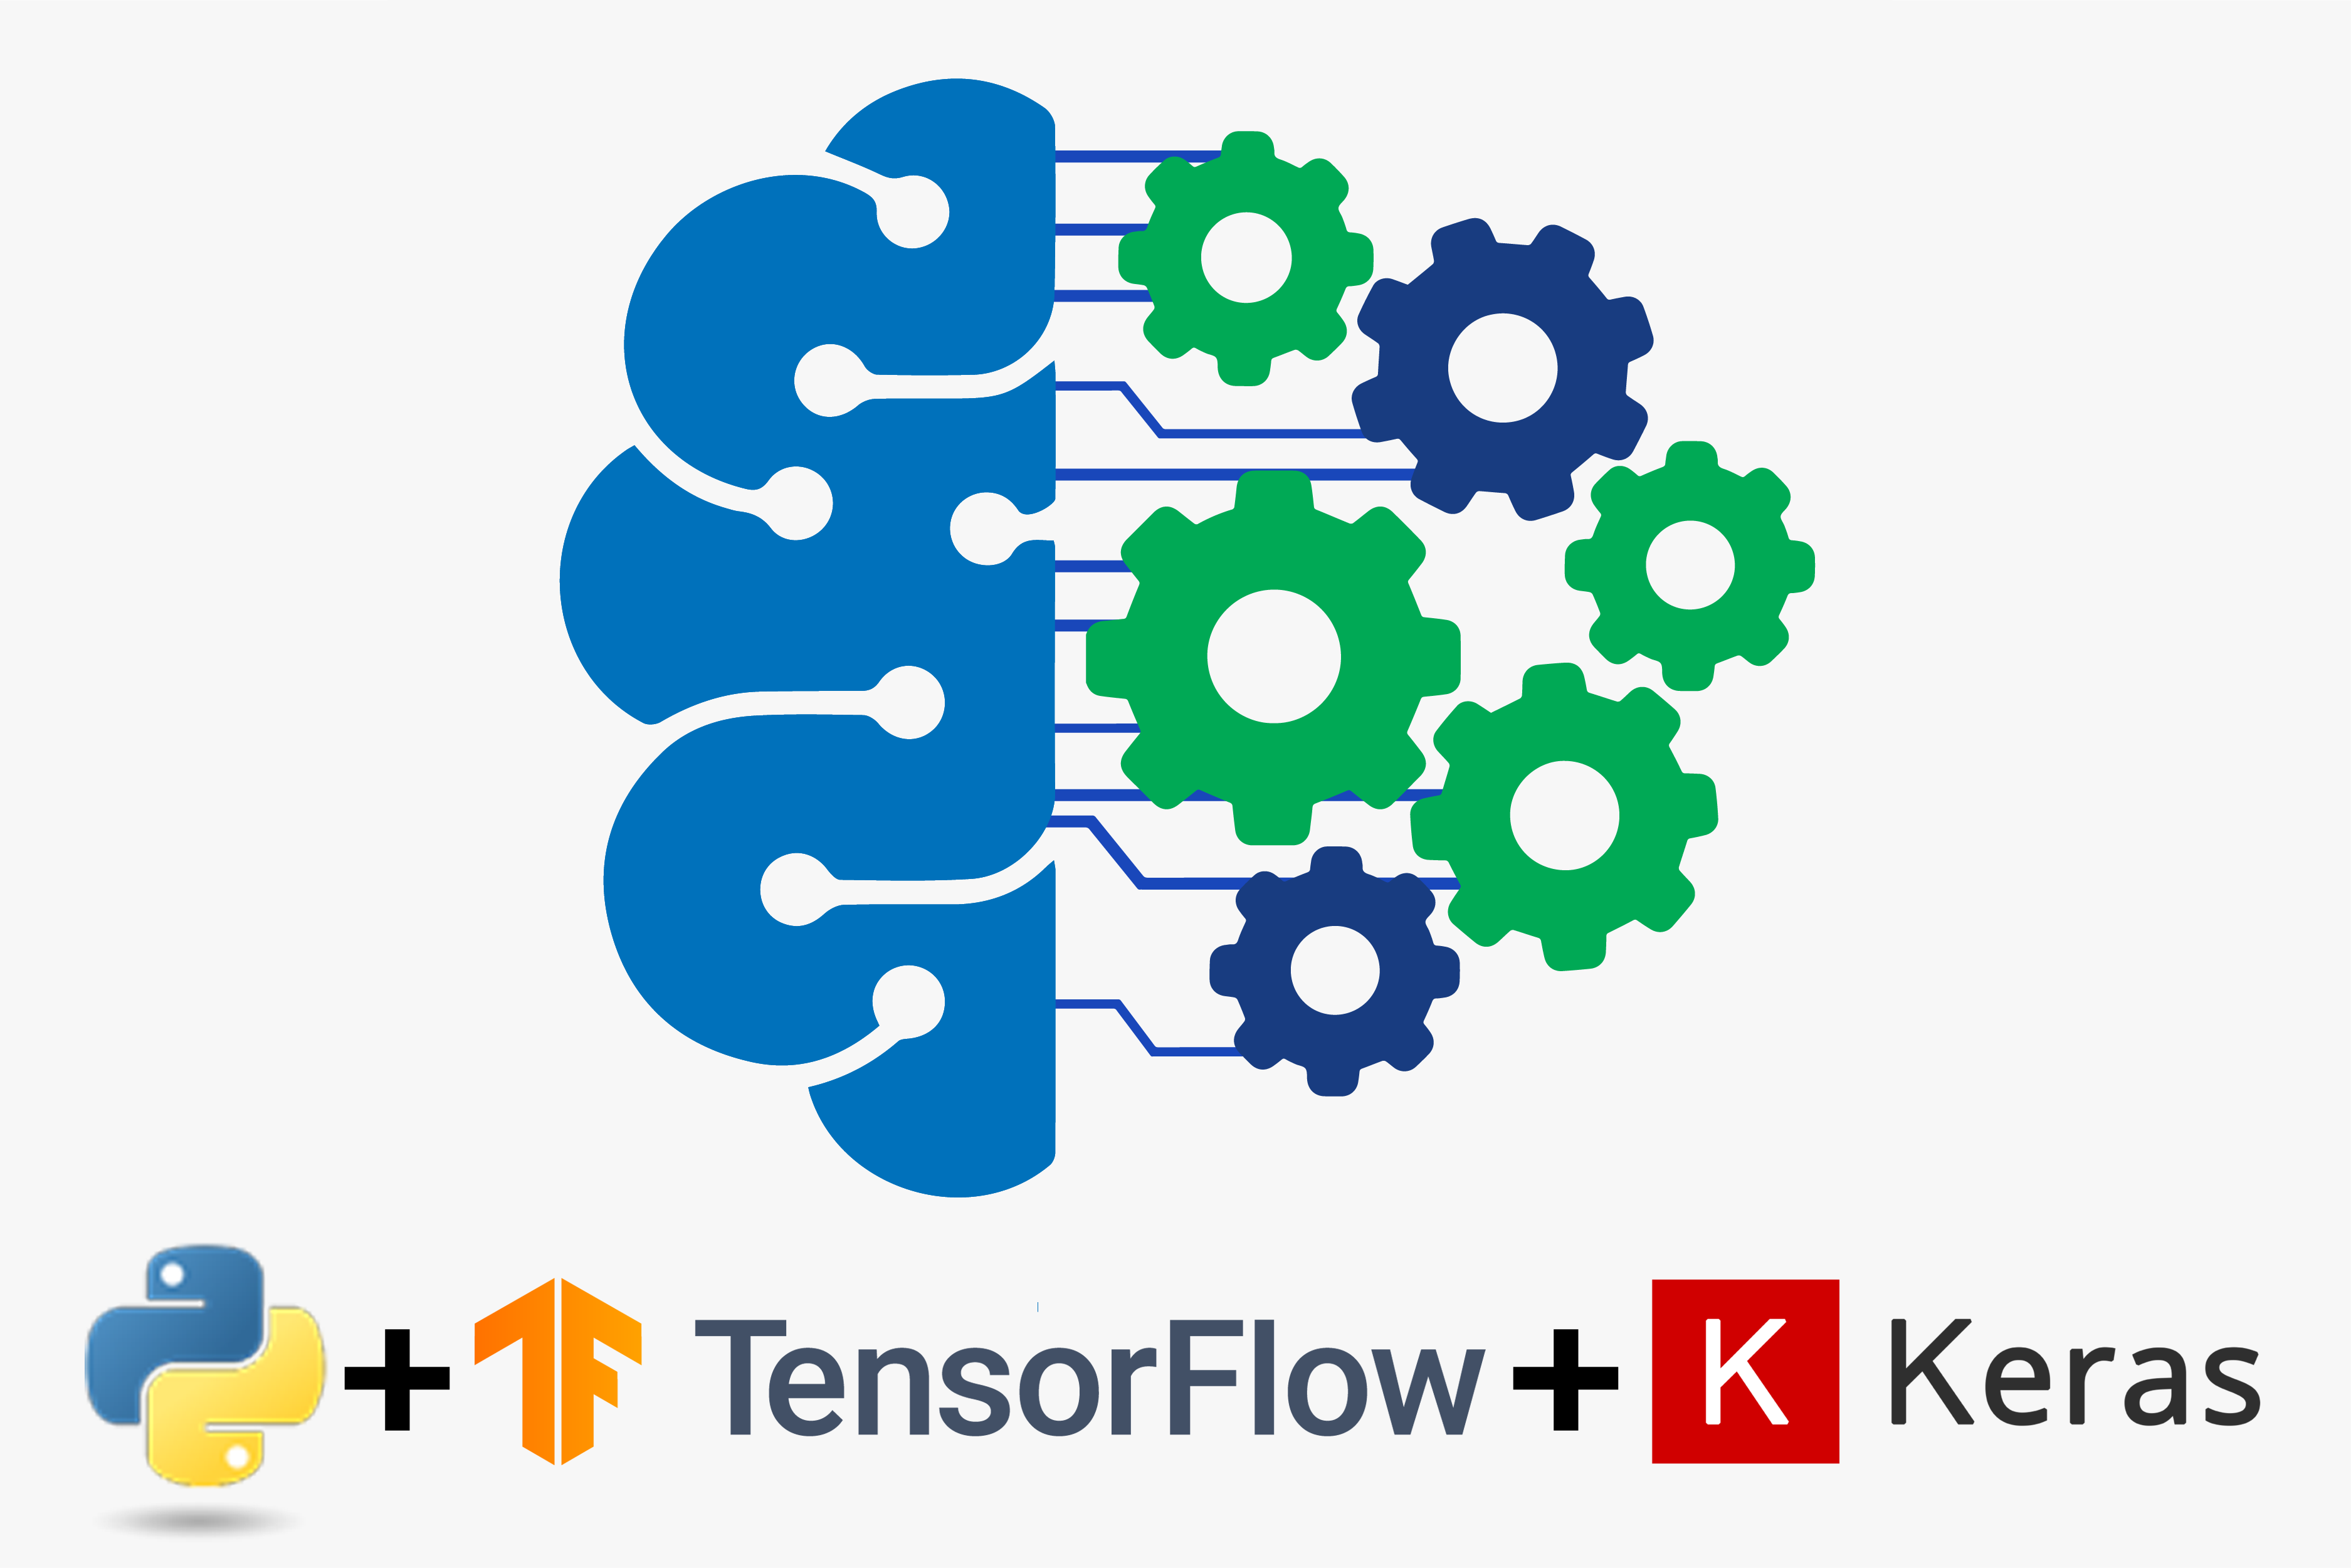 + TensorFlow + K Keras